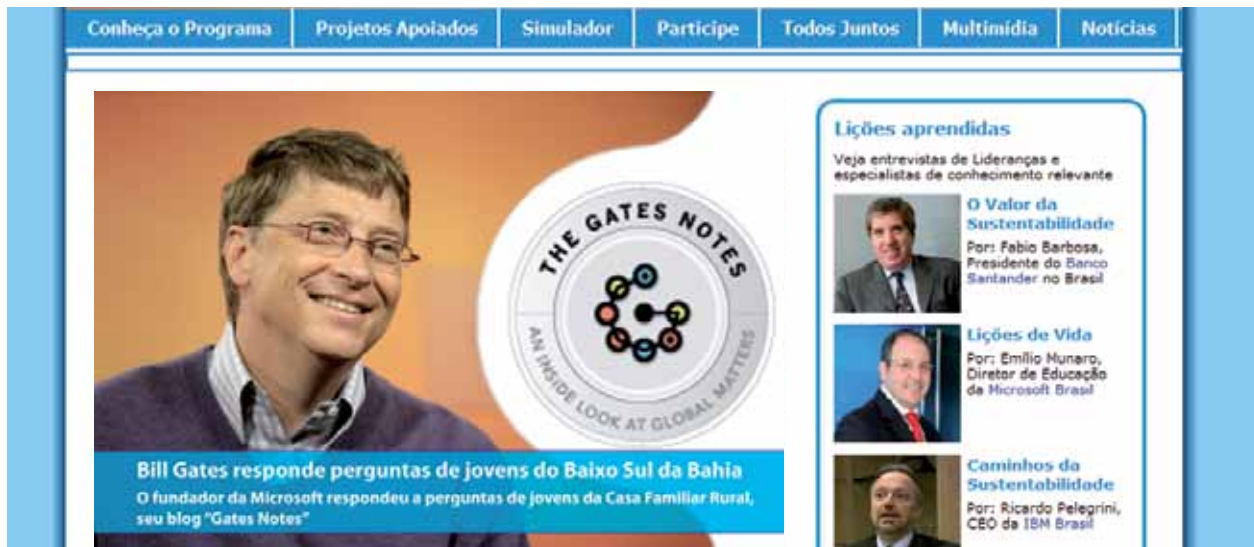 Conheça o Programa
Projetos Apoiados
Simulador
Participe
Todos Juntos
Multimídia
Notícias
THE GATES NOTES
AN INSIDE LOOK AT GLOBAL MATTERS
Bill Gates responde perguntas de jovens do Baixo Sul da Bahia
O fundador da Microsoft respondeu a perguntas de jovens da Casa Familiar Rural,
seu blog “Gates Notes”
Lições aprendidas
Veja entrevistas de Lideranças e
especialistas de conhecimento relevante
O Valor da
Sustentabilidade
Por: Fabio Barbosa,
Presidente do Banco
Santander no Brasil
Lições de Vida
Por: Emílio Munaro,
Diretor de Educação
da Microsoft Brasil
Caminhos da
Sustentabilidade
Por: Ricardo Pelegrini,
CEO da IBM Brasil